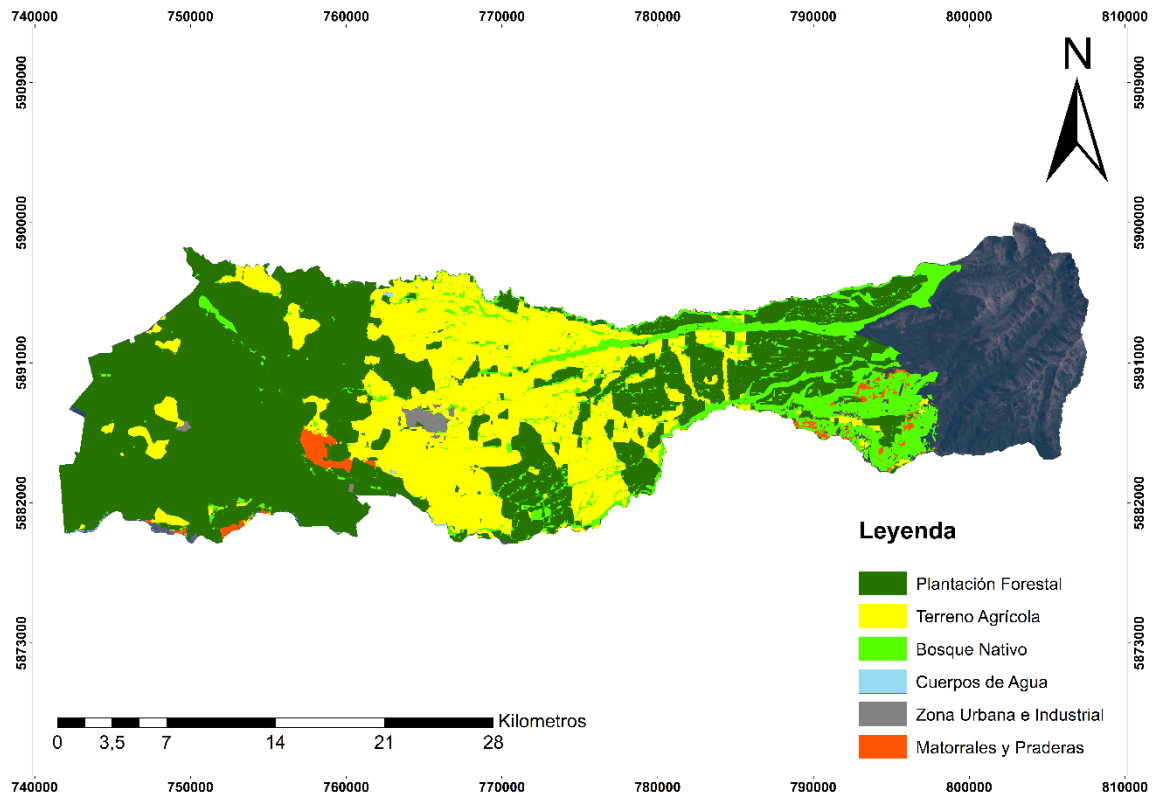 740000 750000 760000 770000 780000 790000 800000 810000
N
5909000 5909000
5900000 5900000
5891000 5891000
5882000 5882000
5873000 5873000
Leyenda
Plantación Forestal
Terreno Agrícola
Bosque Nativo
Cuerpos de Agua
Zona Urbana e Industrial
Matorrales y Praderas
Kilometros
0 3,5 7 14 21 28
740000 750000 760000 770000 780000 790000 800000 810000